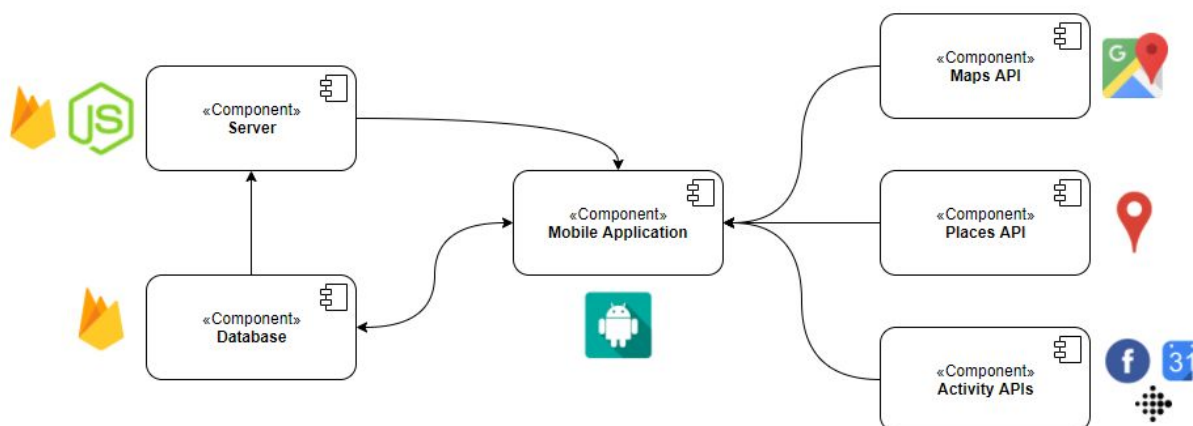 «Component»
Server
«Component»
Database
«Component»
Mobile Application
«Component»
Maps API
«Component»
Places API
«Component»
Activity APIs
JS
G
f
31